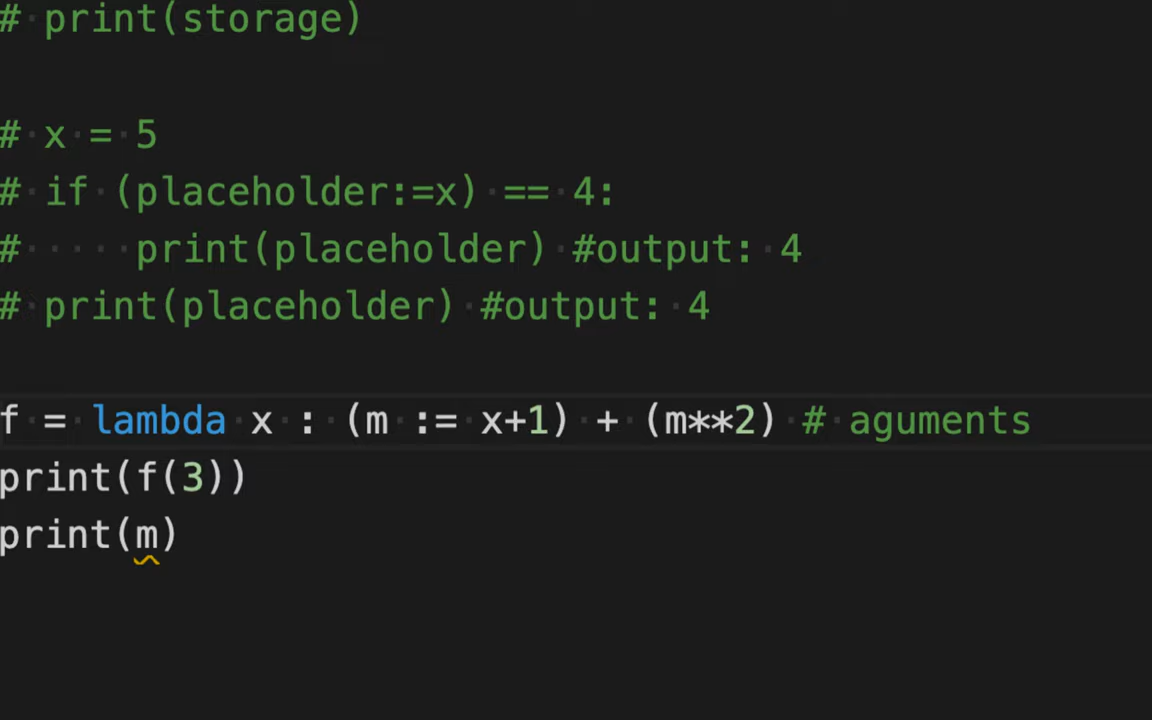 # print(storage)
# x = 5
# if (placeholder:=x) == 4:
#     print(placeholder) #output: 4
# print(placeholder) #output: 4
f = lambda x : (m := x+1) + (m**2) # aguments
print(f(3))
print(m)